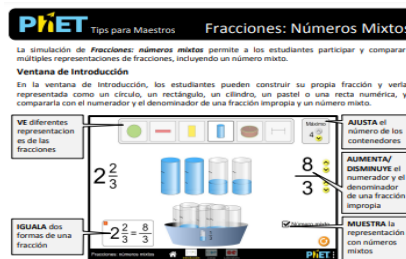 PhET Tips para Maestros Fracciones: Números Mixtos
La simulación de Fracciones: números mixtos permite a los estudiantes participar y comparar
múltiples representaciones de fracciones, incluyendo un número mixto.
Ventana de Introducción
En la ventana de Introducción, los estudiantes pueden construir su propia fracción y verla
representada como un círculo, un rectángulo, un cilindro, un pastel o una recta numérica, y
compararla con el numerador y el denominador de una fracción impropia y un número mixto.
VE diferentes
representacion
es de las
fracciones
Máximo
4
AJUSTA el
número de los
contenedores
2 2/3
8/3
AUMENTA/
DISMINUYE el
numerador y el
denominador
de una fracción
impropia
IGUALA dos
formas de una
fracción
2 2/3 = 8/3
Número mixto
MUESTRA la
representación
con números
mixtos
Fracciones: números mixtos
PhET